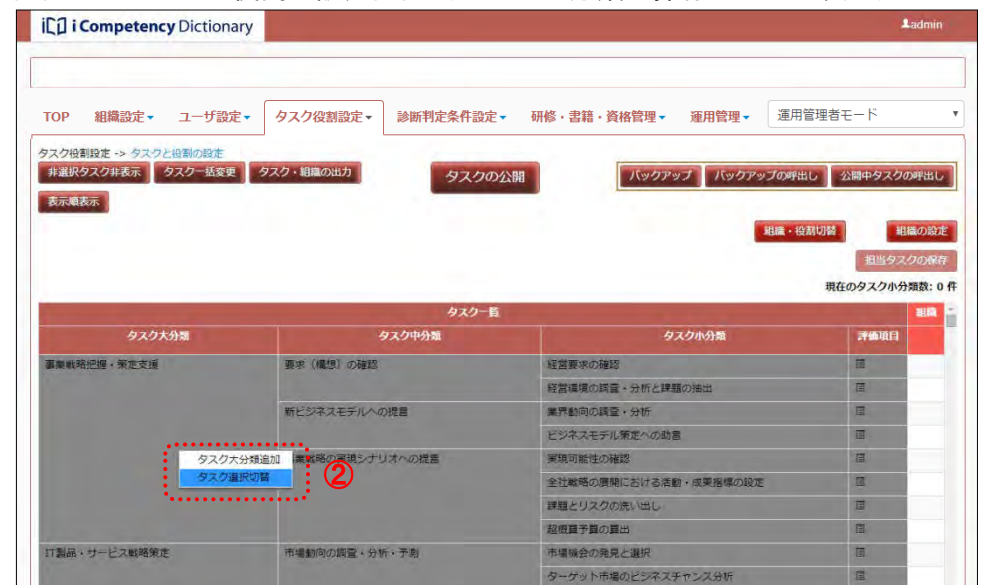 i Competency Dictionary
admin
TOP 組織設定 ユーザ設定 タスク役割設定 診断判定条件設定 研修・書籍・資格管理 運用管理 運用管理者モード
タスク役割設定 -> タスクと役割の設定
非選択タスク非表示 タスク一括変更 タスク・組織の出力 タスクの公開 バックアップ バックアップの呼出し 公開中タスクの呼出し
表示順表示
組織・役割切替 組織の設定
担当タスクの保存
現在のタスク小分類数: 0 件
タスク一覧 組織
タスク大分類 タスク中分類 タスク小分類 評価項目
事業戦略把握・策定支援 要求（構想）の確認 経営要求の確認
経営環境の調査・分析と課題の抽出
新ビジネスモデルへの提言 業界動向の調査・分析
ビジネスモデル策定への助言
タスク大分類追加 業戦略の実現シナリオへの提言 実現可能性の確認
タスク選択切替 ② 全社戦略の展開における活動・成果指標の設定
課題とリスクの洗い出し
超概算予算の算出
IT製品・サービス戦略策定 市場動向の調査・分析・予測 市場機会の発見と選択
ターゲット市場のビジネスチャンス分析